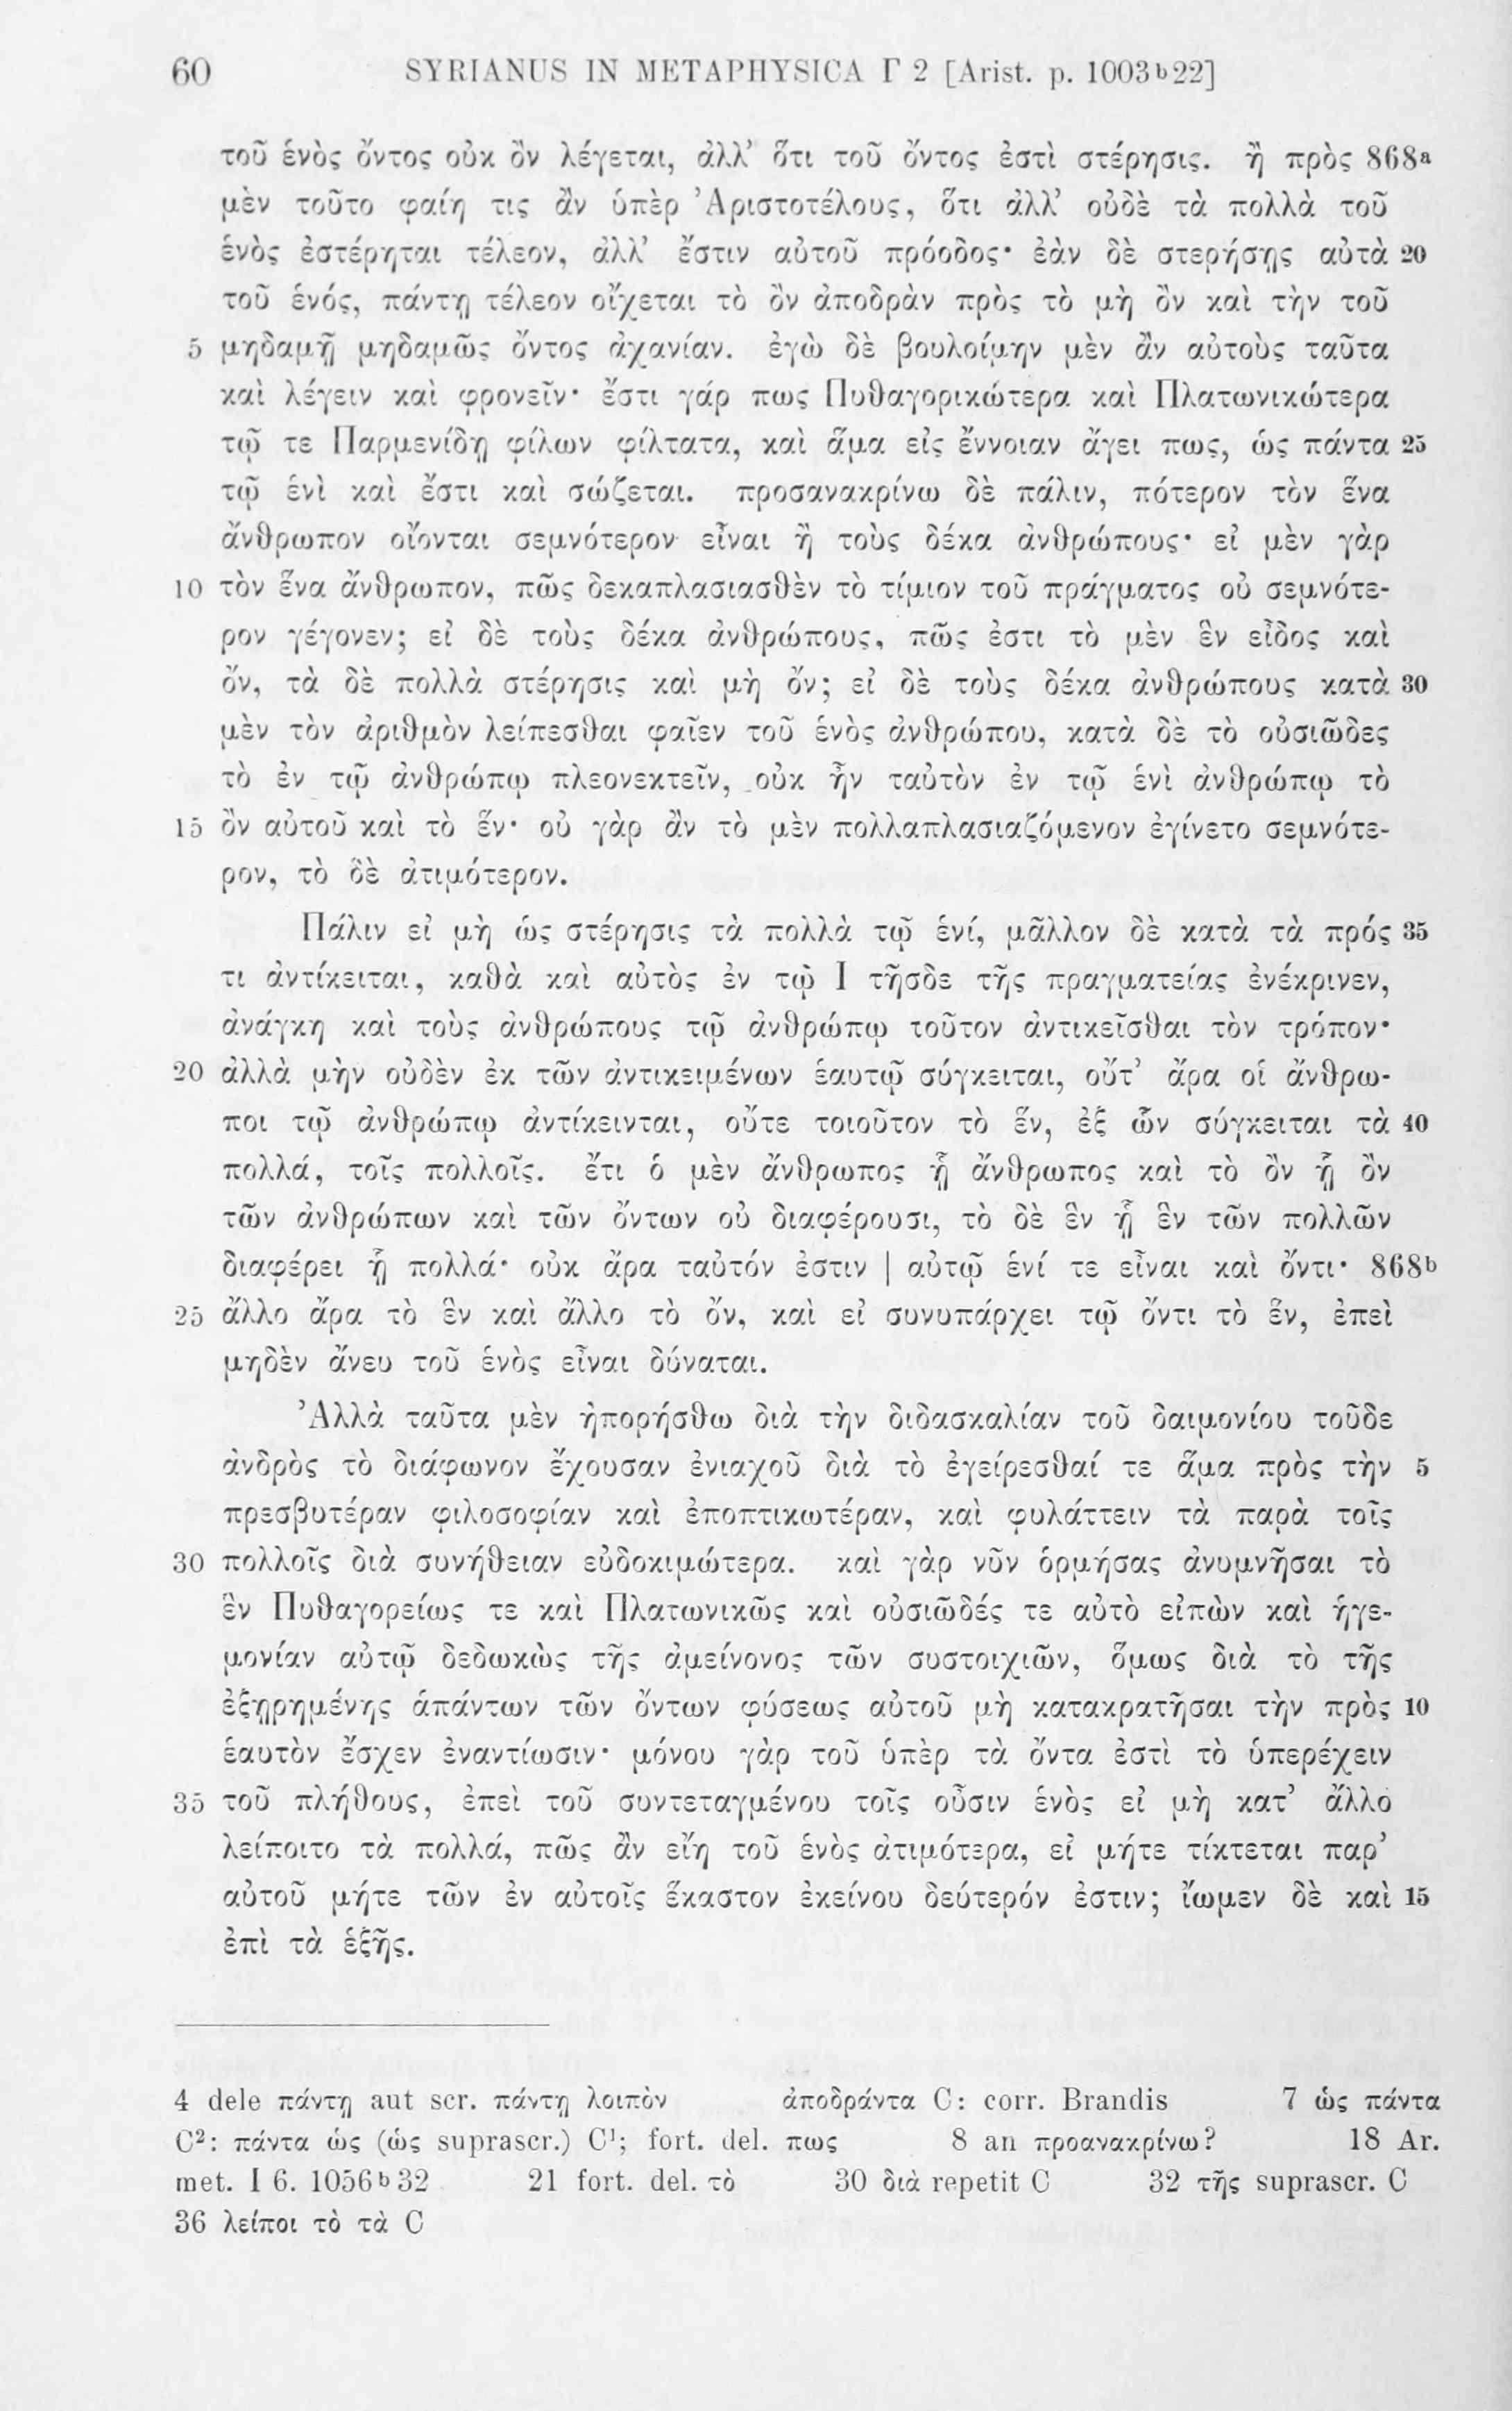 60 SYRIANUS IN METAPHYSICA Γ 2 [Arist. p. 1003ᵇ22]
τοῦ ἑνὸς ὄντος οὐκ ὂν λέγεται, ἀλλ’ ὅτι τοῦ ὄντος ἐστὶ στέρησις. ἢ πρὸς 868ᵃ
μὲν τοῦτο φαίη τις ἂν ὑπὲρ Ἀριστοτέλους, ὅτι ἀλλ’ οὐδὲ τὰ πολλὰ τοῦ
ἑνὸς ἐστέρηται τέλεον, ἀλλ’ ἔστιν αὐτοῦ πρόοδος· ἐὰν δὲ στερήσῃς αὐτὰ 20
τοῦ ἑνός, πάντῃ τέλεον οἴχεται τὸ ὂν ἀποδρὰν πρὸς τὸ μὴ ὂν καὶ τὴν τοῦ
5 μηδαμῇ μηδαμῶς ὄντος ἀχανίαν. ἐγὼ δὲ βουλοίμην μὲν ἂν αὐτοὺς ταῦτα
καὶ λέγειν καὶ φρονεῖν· ἔστι γάρ πως Πυθαγορικώτερα καὶ Πλατωνικώτερα
τῷ τε Παρμενίδῃ φίλων φίλτατα, καὶ ἅμα εἰς ἔννοιαν ἄγει πως, ὡς πάντα 25
τῷ ἑνὶ καὶ ἔστι καὶ σώζεται. προσανακρίνω δὲ πάλιν, πότερον τὸν ἕνα
ἄνθρωπον οἴονται σεμνότερον εἶναι ἢ τοὺς δέκα ἀνθρώπους· εἰ μὲν γὰρ
10 τὸν ἕνα ἄνθρωπον, πῶς δεκαπλασιασθὲν τὸ τίμιον τοῦ πράγματος οὐ σεμνότε-
ρον γέγονεν; εἰ δὲ τοὺς δέκα ἀνθρώπους, πῶς ἐστι τὸ μὲν ἓν εἶδος καὶ
ὄν, τὰ δὲ πολλὰ στέρησις καὶ μὴ ὄν; εἰ δὲ τοὺς δέκα ἀνθρώπους κατὰ 30
μὲν τὸν ἀριθμὸν λείπεσθαι φαῖεν τοῦ ἑνὸς ἀνθρώπου, κατὰ δὲ τὸ οὐσιῶδες
τὸ ἐν τῷ ἀνθρώπῳ πλεονεκτεῖν, οὐκ ἦν ταὐτὸν ἐν τῷ ἑνὶ ἀνθρώπῳ τὸ
15 ὂν αὐτοῦ καὶ τὸ ἕν· οὐ γὰρ ἂν τὸ μὲν πολλαπλασιαζόμενον ἐγίνετο σεμνότε-
ρον, τὸ δὲ ἀτιμότερον.
Πάλιν εἰ μὴ ὡς στέρησις τὰ πολλὰ τῷ ἑνί, μᾶλλον δὲ κατὰ τὰ πρός 35
τι ἀντίκειται, καθὰ καὶ αὐτὸς ἐν τῷ Ι τῆσδε τῆς πραγματείας ἐνέκρινεν,
ἀνάγκη καὶ τοὺς ἀνθρώπους τῷ ἀνθρώπῳ τοῦτον ἀντικεῖσθαι τὸν τρόπον·
20 ἀλλὰ μὴν οὐδὲν ἐκ τῶν ἀντικειμένων ἑαυτῷ σύγκειται, οὔτ’ ἄρα οἱ ἄνθρω-
ποι τῷ ἀνθρώπῳ ἀντίκεινται, οὔτε τοιοῦτον τὸ ἕν, ἐξ ὧν σύγκειται τὰ 40
πολλά, τοῖς πολλοῖς. ἔτι ὁ μὲν ἄνθρωπος ᾗ ἄνθρωπος καὶ τὸ ὂν ᾗ ὂν
τῶν ἀνθρώπων καὶ τῶν ὄντων οὐ διαφέρουσι, τὸ δὲ ἓν ᾗ ἓν τῶν πολλῶν
διαφέρει ᾗ πολλά· οὐκ ἄρα ταὐτόν ἐστιν | αὐτῷ ἑνί τε εἶναι καὶ ὄντι· 868ᵇ
25 ἄλλο ἄρα τὸ ἓν καὶ ἄλλο τὸ ὄν, καὶ εἰ συνυπάρχει τῷ ὄντι τὸ ἕν, ἐπεὶ
μηδὲν ἄνευ τοῦ ἑνὸς εἶναι δύναται.
Ἀλλὰ ταῦτα μὲν ἠπορήσθω διὰ τὴν διδασκαλίαν τοῦ δαιμονίου τοῦδε
ἀνδρὸς τὸ διάφωνον ἔχουσαν ἐνιαχοῦ διὰ τὸ ἐγείρεσθαί τε ἅμα πρὸς τὴν 5
πρεσβυτέραν φιλοσοφίαν καὶ ἐποπτικωτέραν, καὶ φυλάττειν τὰ παρὰ τοῖς
30 πολλοῖς διὰ συνήθειαν εὐδοκιμώτερα. καὶ γὰρ νῦν ὁρμήσας ἀνυμνῆσαι τὸ
ἓν Πυθαγορείως τε καὶ Πλατωνικῶς καὶ οὐσιῶδές τε αὐτὸ εἰπὼν καὶ ἡγε-
μονίαν αὐτῷ δεδωκὼς τῆς ἀμείνονος τῶν συστοιχιῶν, ὅμως διὰ τὸ τῆς
ἐξῃρημένης ἁπάντων τῶν ὄντων φύσεως αὐτοῦ μὴ κατακρατῆσαι τὴν πρὸς 10
ἑαυτὸν ἔσχεν ἐναντίωσιν· μόνου γὰρ τοῦ ὑπὲρ τὰ ὄντα ἐστὶ τὸ ὑπερέχειν
35 τοῦ πλήθους, ἐπεὶ τοῦ συντεταγμένου τοῖς οὖσιν ἑνὸς εἰ μὴ κατ’ ἄλλο
λείποιτο τὰ πολλά, πῶς ἂν εἴη τοῦ ἑνὸς ἀτιμότερα, εἰ μήτε τίκτεται παρ’
αὐτοῦ μήτε τῶν ἐν αὐτοῖς ἕκαστον ἐκείνου δεύτερόν ἐστιν; ἴωμεν δὲ καὶ 15
ἐπὶ τὰ ἑξῆς.
4 dele πάντῃ aut scr. πάντῃ λοιπὸν ἀποδράντα C: corr. Brandis 7 ὡς πάντα
C²: πάντα ὡς (ὡς suprascr.) C¹; fort. del. πως 8 an προανακρίνω? 18 Ar.
met. I 6. 1056ᵇ32 21 fort. del. τὸ 30 διὰ repetit C 32 τῆς suprascr. C
36 λείποι τὸ τὰ C